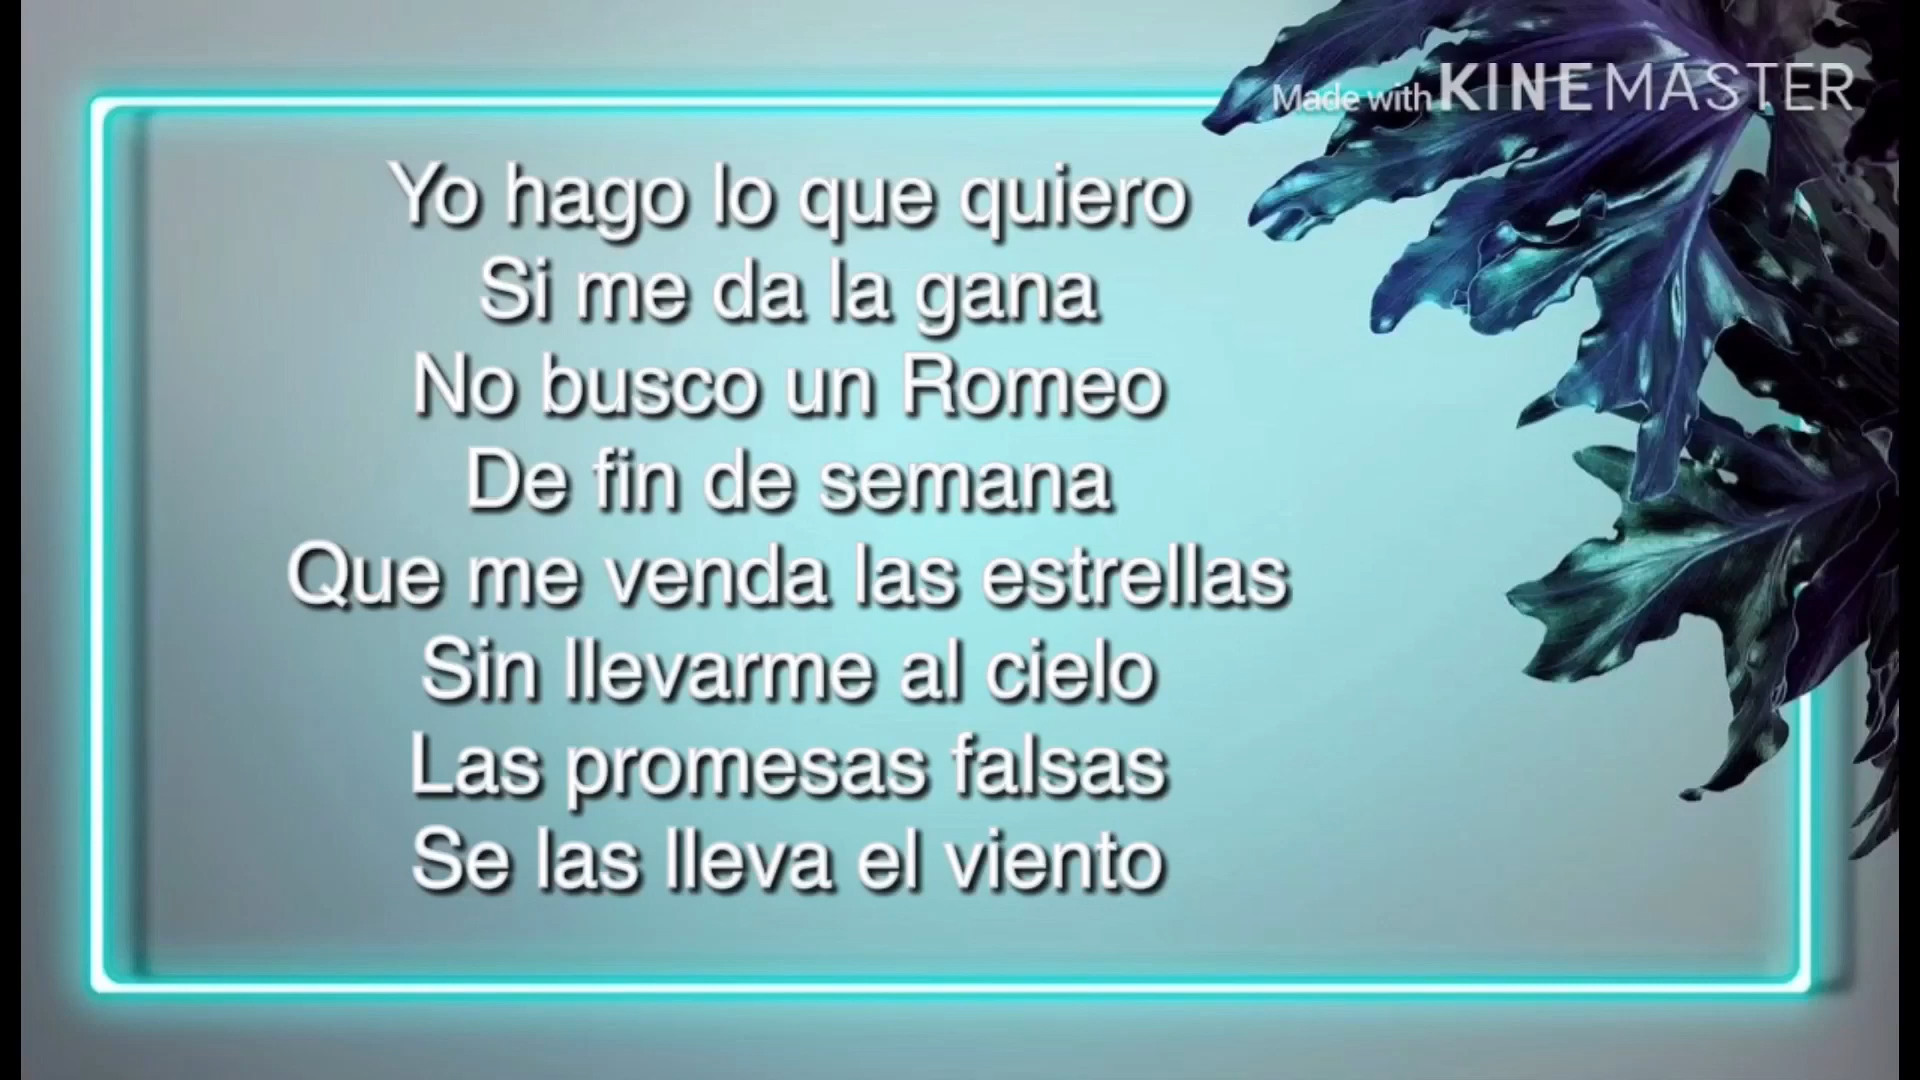 Made with KINEMASTER
Yo hago lo que quiero
Si me da la gana
No busco un Romeo
De fin de semana
Que me venda las estrellas
Sin llevarme al cielo
Las promesas falsas
Se las lleva el viento